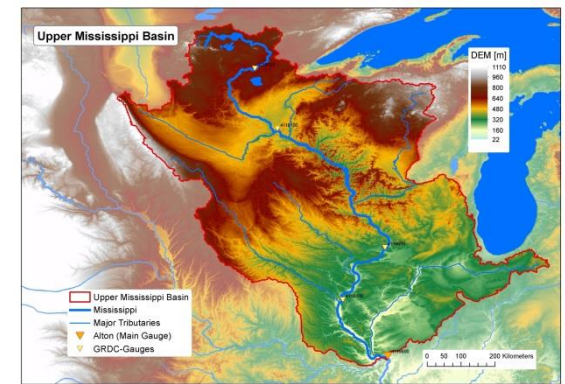 Upper Mississippi Basin
DEM [m]
1110
960
800
640
480
320
160
22
Upper Mississippi Basin
Mississippi
Major Tributaries
Alton (Main Gauge)
GRDC-Gauges
0 50 100 200 Kilometers